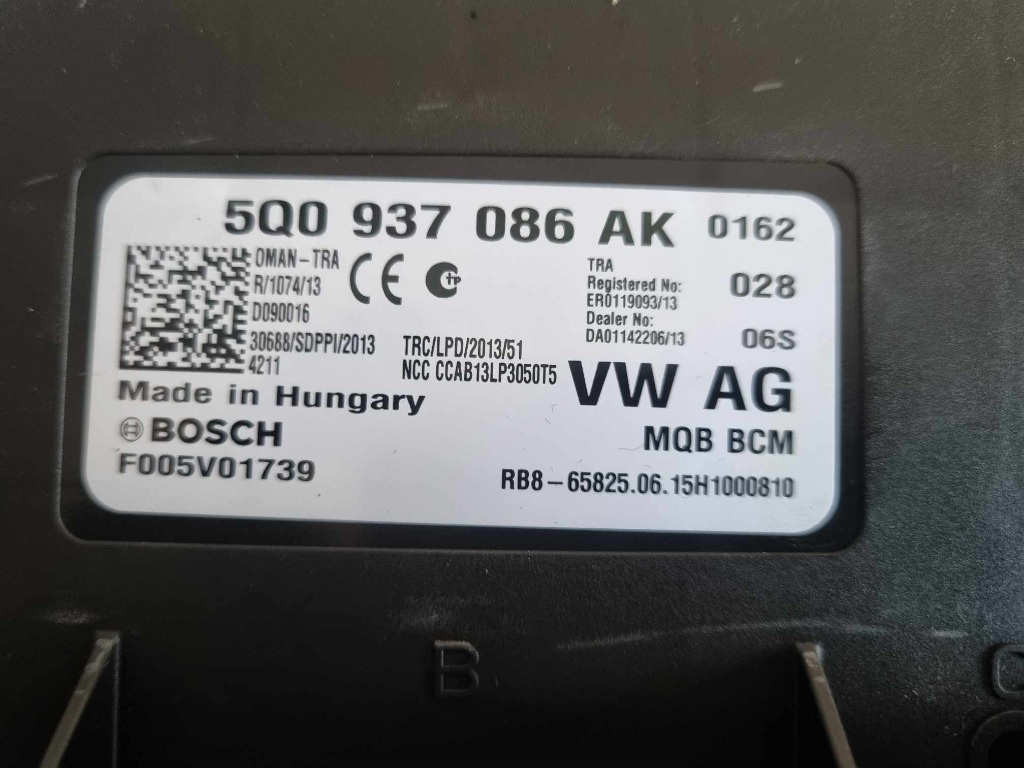 5Q0 937 086 AK 0162
OMAN-TRA
R/1074/13
D090016
30688/SDPPI/2013
4211
CE
TRC/LPD/2013/51
NCC CCAB13LP3050T5
TRA
Registered No:
ER0119093/13
Dealer No:
DA01142206/13
028
06S
VW AG
Made in Hungary
BOSCH
F005V01739
MQB BCM
RB8-65825.06.15H1000810
B